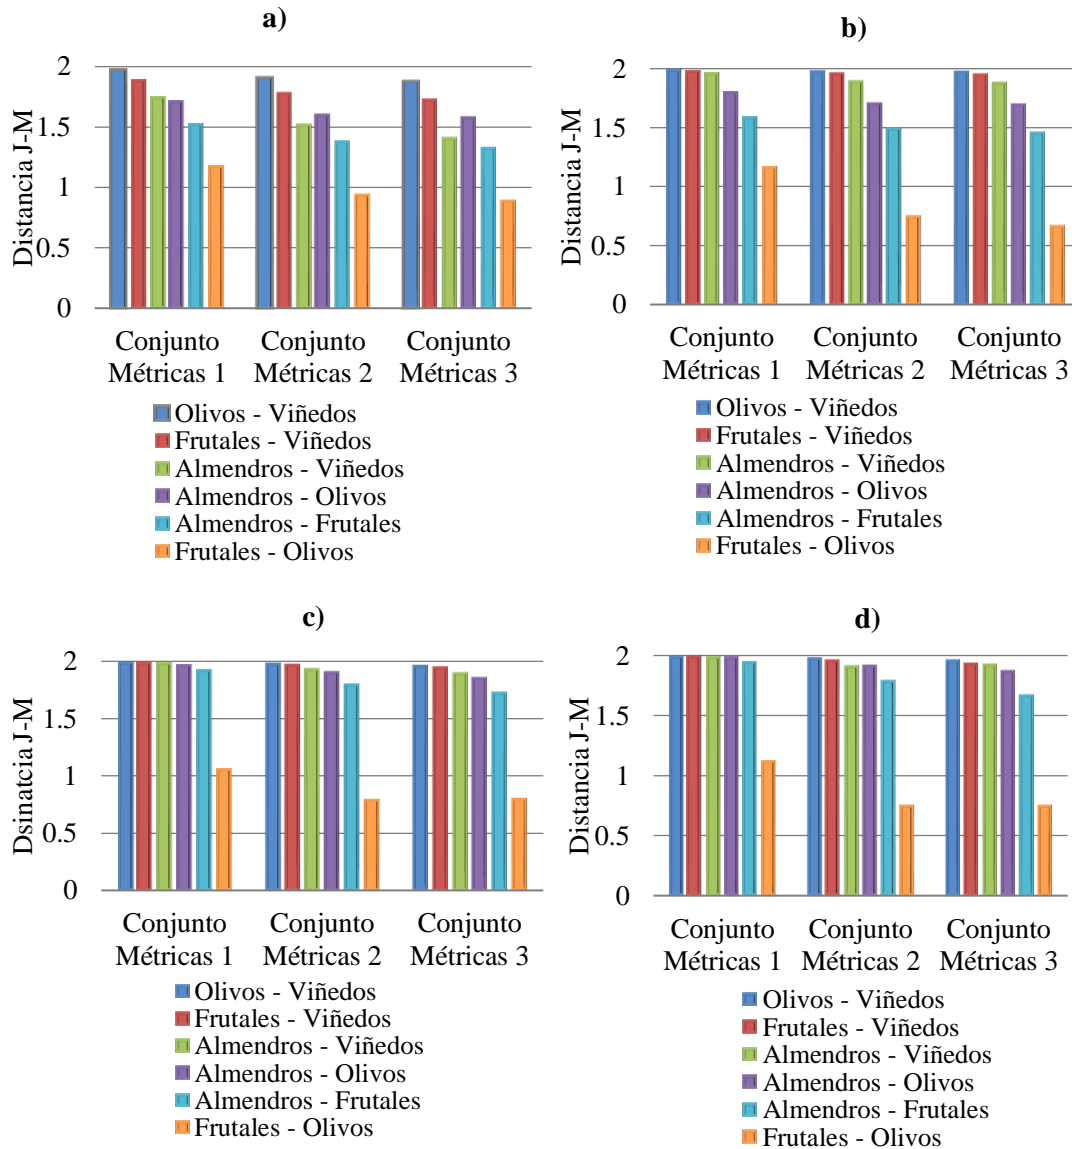 a)
Distancia J-M
2
1.5
1
0.5
0
Conjunto
Métricas 1
Conjunto
Métricas 2
Conjunto
Métricas 3
Olivos - Viñedos
Frutales - Viñedos
Almendros - Viñedos
Almendros - Olivos
Almendros - Frutales
Frutales - Olivos
b)
Distancia J-M
2
1.5
1
0.5
0
Conjunto
Métricas 1
Conjunto
Métricas 2
Conjunto
Métricas 3
Olivos - Viñedos
Frutales - Viñedos
Almendros - Viñedos
Almendros - Olivos
Almendros - Frutales
Frutales - Olivos
c)
Dsinatcia J-M
2
1.5
1
0.5
0
Conjunto
Métricas 1
Conjunto
Métricas 2
Conjunto
Métricas 3
Olivos - Viñedos
Frutales - Viñedos
Almendros - Viñedos
Almendros - Olivos
Almendros - Frutales
Frutales - Olivos
d)
Distancia J-M
2
1.5
1
0.5
0
Conjunto
Métricas 1
Conjunto
Métricas 2
Conjunto
Métricas 3
Olivos - Viñedos
Frutales - Viñedos
Almendros - Viñedos
Almendros - Olivos
Almendros - Frutales
Frutales - Olivos